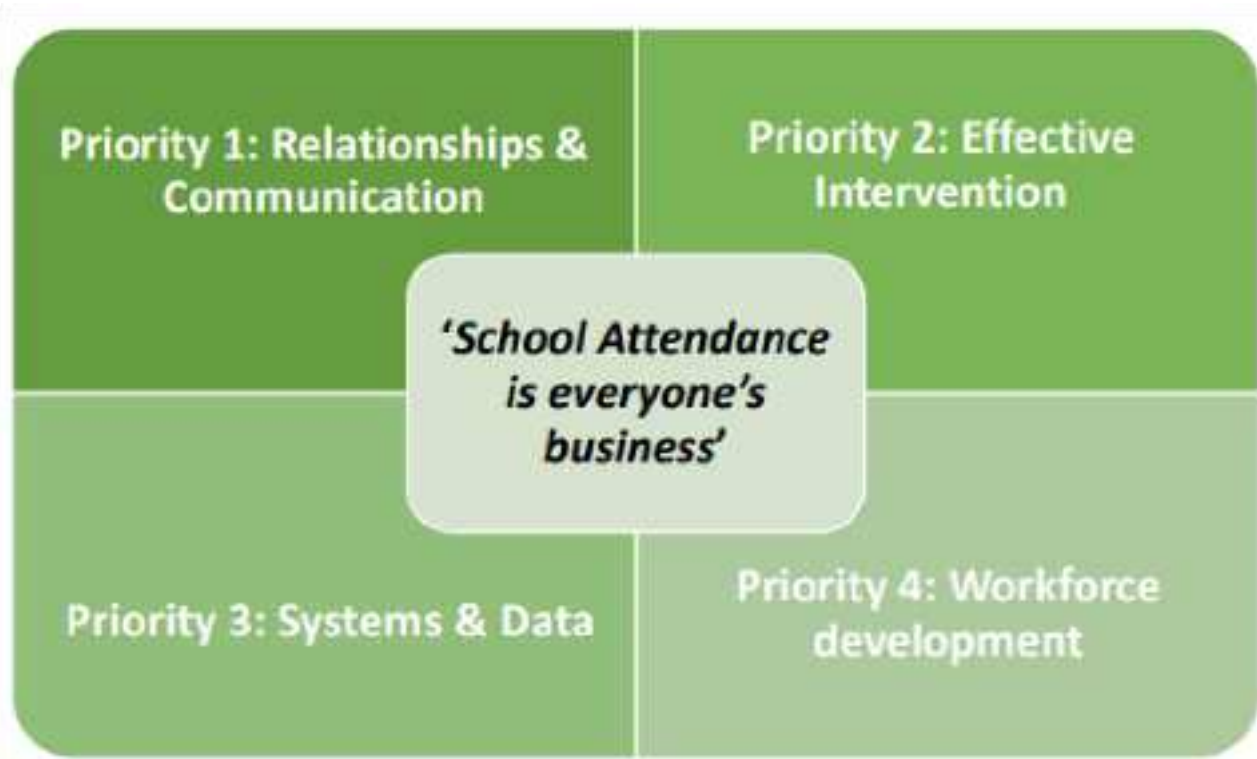 Priority 1: Relationships &
Communication
Priority 2: Effective
Intervention
‘School Attendance
is everyone’s
business’
Priority 3: Systems & Data
Priority 4: Workforce
development